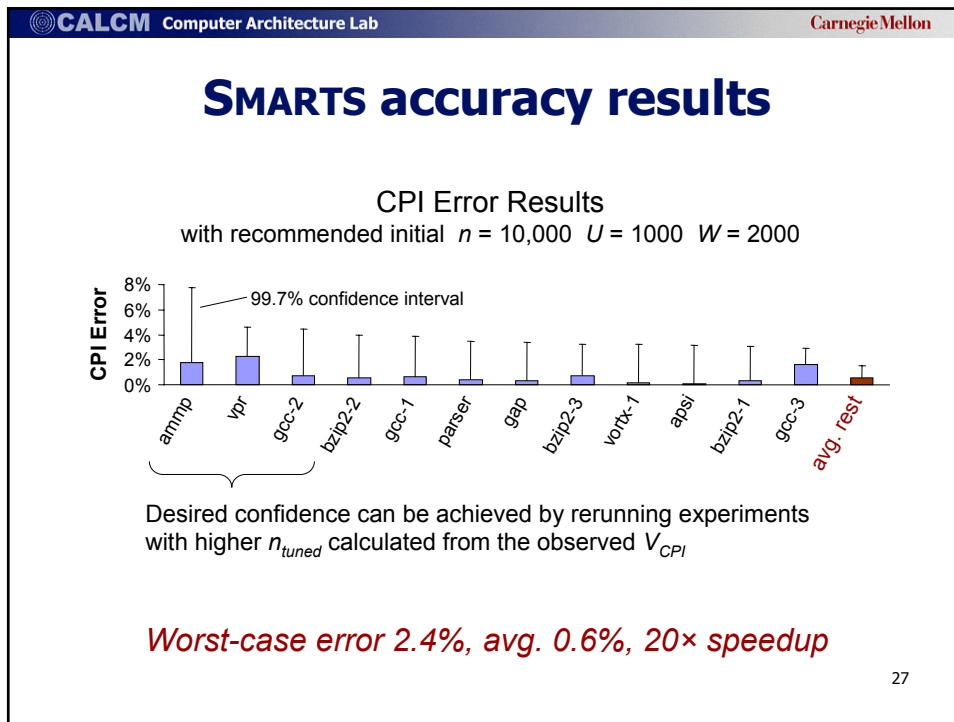 CALCM Computer Architecture Lab
Carnegie Mellon
SMARTS accuracy results
CPI Error Results
with recommended initial n = 10,000 U = 1000 W = 2000
CPI Error
8%
6%
4%
2%
0%
99.7% confidence interval
ammp
vpr
gcc-2
bzip2-2
gcc-1
parser
gap
bzip2-3
vortx-1
apsi
bzip2-1
gcc-3
avg. rest
Desired confidence can be achieved by rerunning experiments
with higher ntuned calculated from the observed VCPI
Worst-case error 2.4%, avg. 0.6%, 20× speedup
27